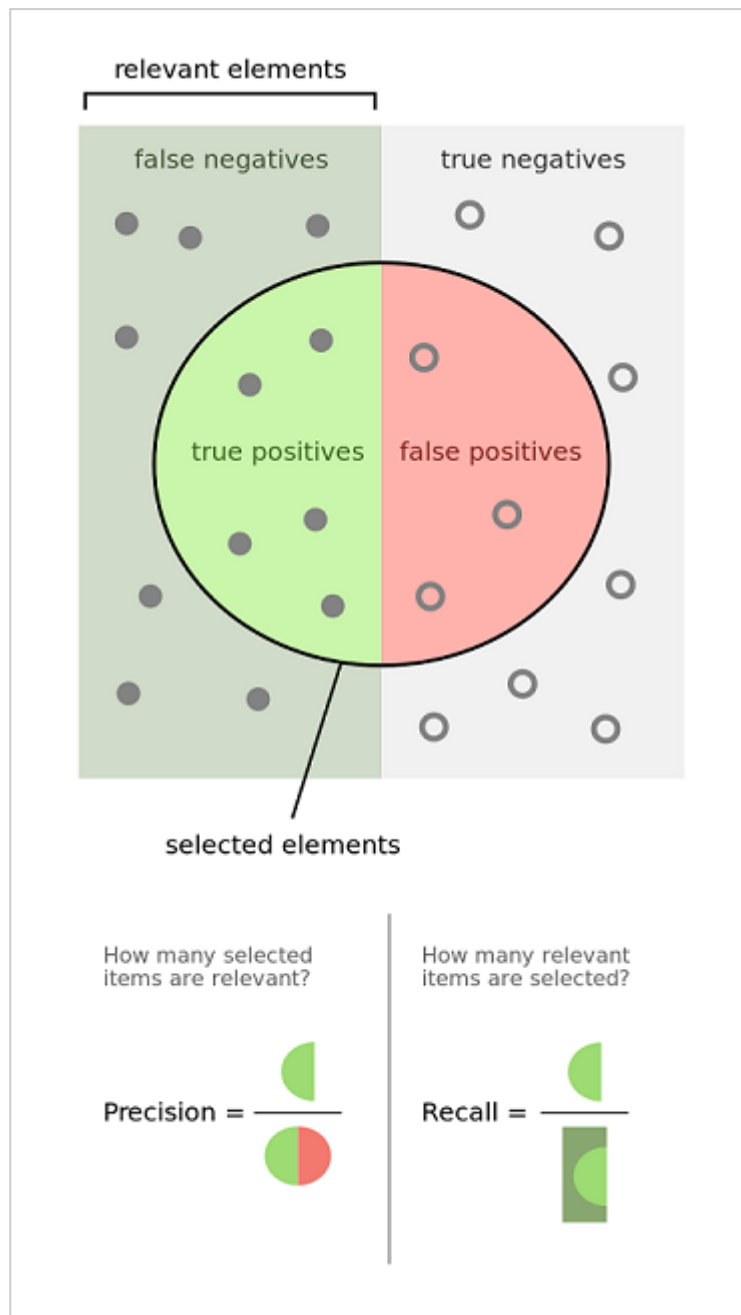 relevant elements
false negatives
true negatives
true positives
false positives
selected elements
How many selected
items are relevant?
Precision =
How many relevant
items are selected?
Recall =